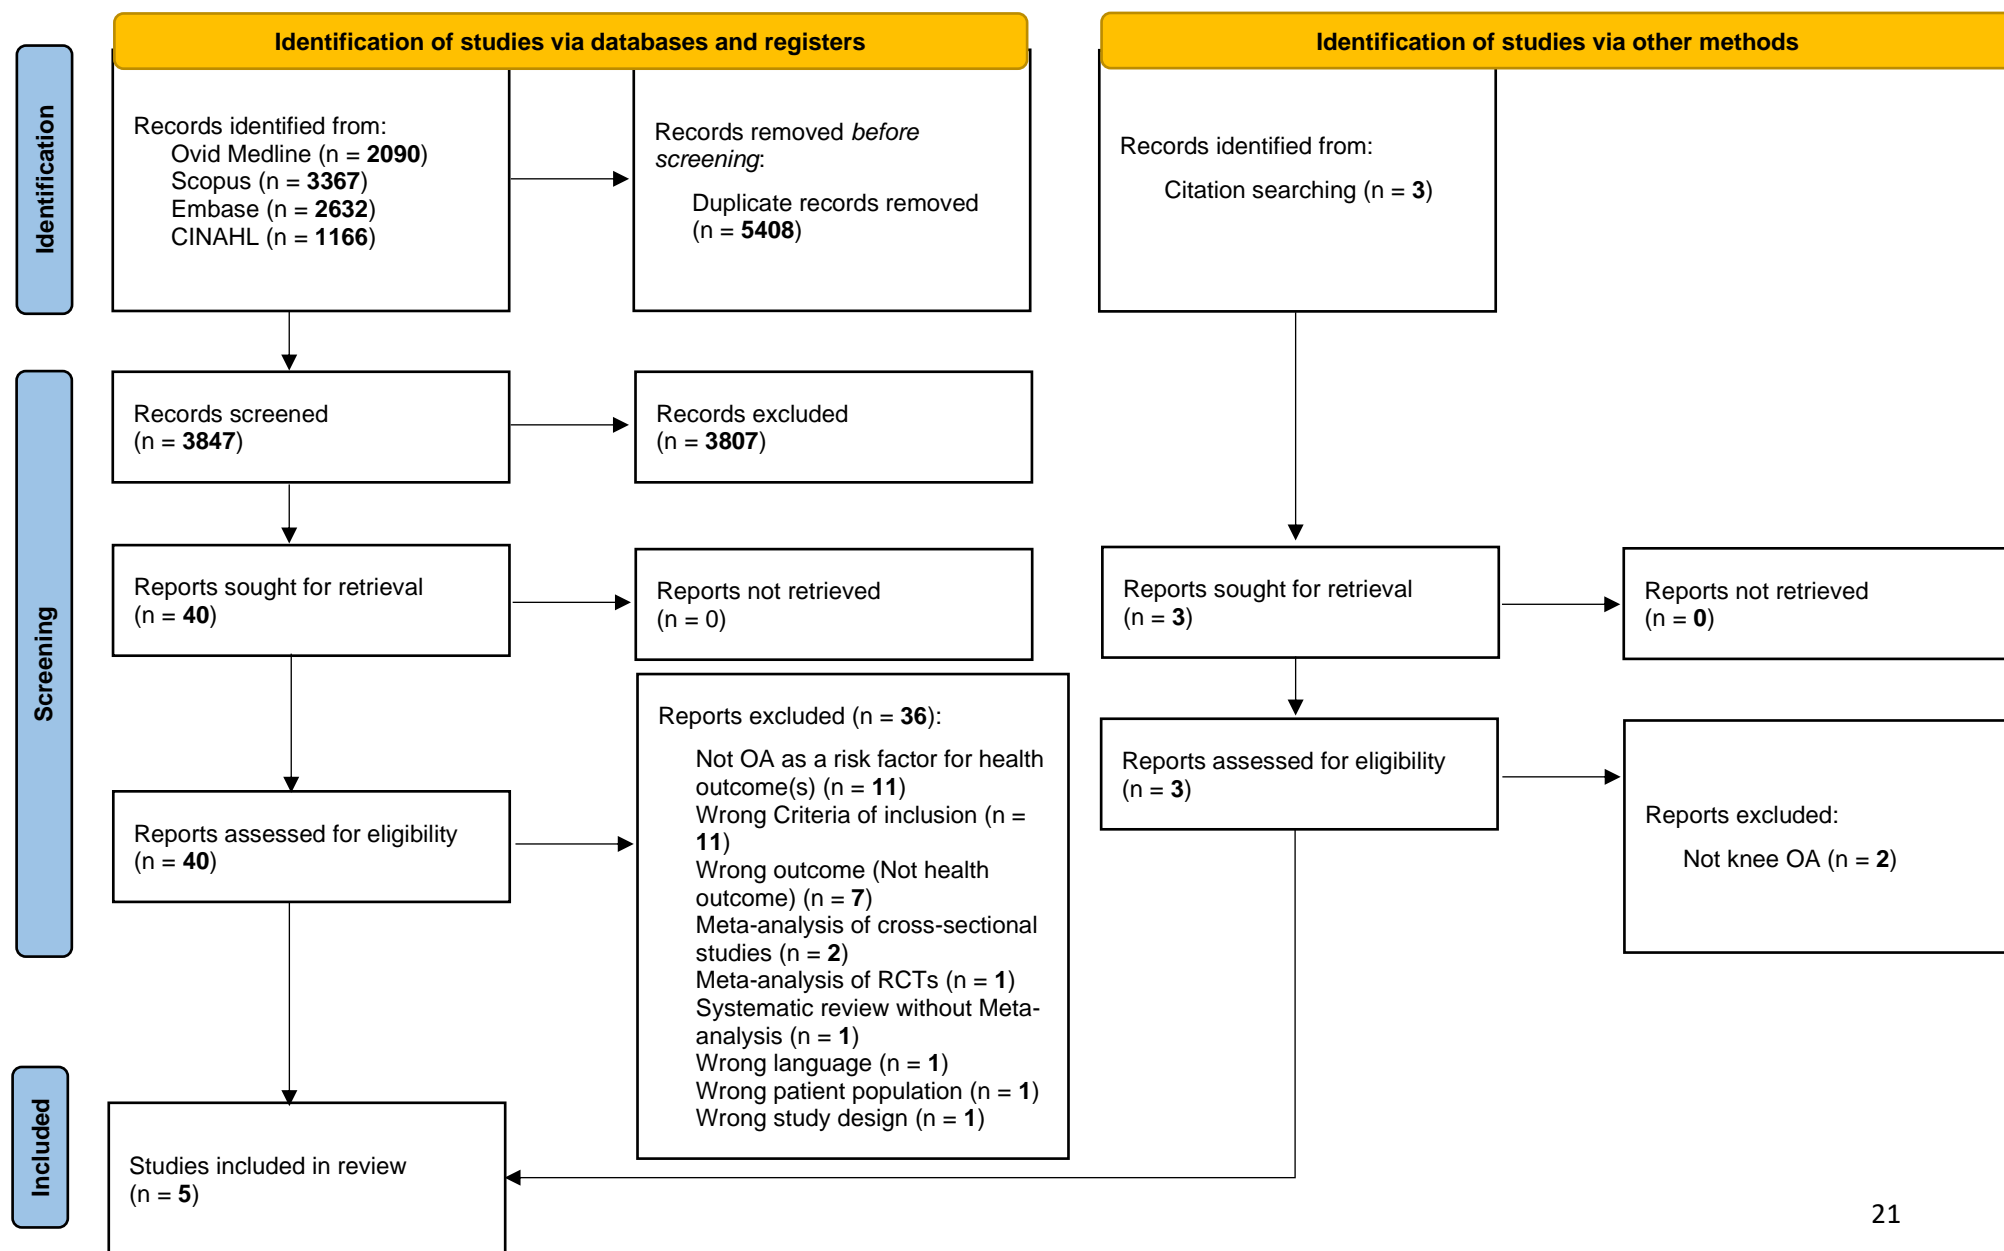 Identification of studies via databases and registers
Identification of studies via other methods
Identification
Records identified from:
Ovid Medline (n = 2090)
Scopus (n = 3367)
Embase (n = 2632)
CINAHL (n = 1166)
Records removed before
screening:
Duplicate records removed
(n = 5408)
Records identified from:
Citation searching (n = 3)
Screening
Records screened
(n = 3847)
Records excluded
(n = 3807)
Reports sought for retrieval
(n = 40)
Reports not retrieved
(n = 0)
Reports sought for retrieval
(n = 3)
Reports not retrieved
(n = 0)
Reports assessed for eligibility
(n = 40)
Reports excluded (n = 36):
Not OA as a risk factor for health
outcome(s) (n = 11)
Wrong Criteria of inclusion (n =
11)
Wrong outcome (Not health
outcome) (n = 7)
Meta-analysis of cross-sectional
studies (n = 2)
Meta-analysis of RCTs (n = 1)
Systematic review without Meta-
analysis (n = 1)
Wrong language (n = 1)
Wrong patient population (n = 1)
Wrong study design (n = 1)
Reports assessed for eligibility
(n = 3)
Reports excluded:
Not knee OA (n = 2)
Included
Studies included in review
(n = 5)
21